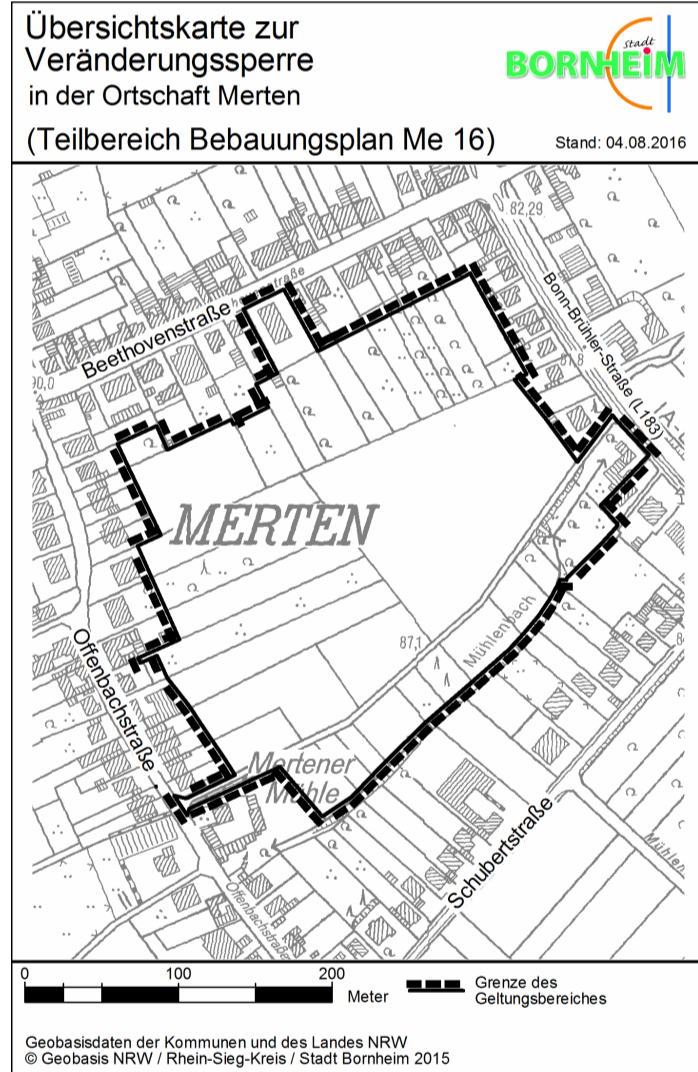 Übersichtskarte zur
Veränderungssperre
in der Ortschaft Merten
(Teilbereich Bebauungsplan Me 16)
Stadt
BORNHEiM
Stand: 04.08.2016
82,29
Beethovenstraße
Bonn-Brühler-Straße (L183)
MERTEN
87,1
Mühlenbach
Offenbachstraße
Mertener
Mühle
Schubertstraße
Offenbachstraße
0 100 200
Meter
Grenze des
Geltungsbereiches
Geobasisdaten der Kommunen und des Landes NRW
© Geobasis NRW / Rhein-Sieg-Kreis / Stadt Bornheim 2015